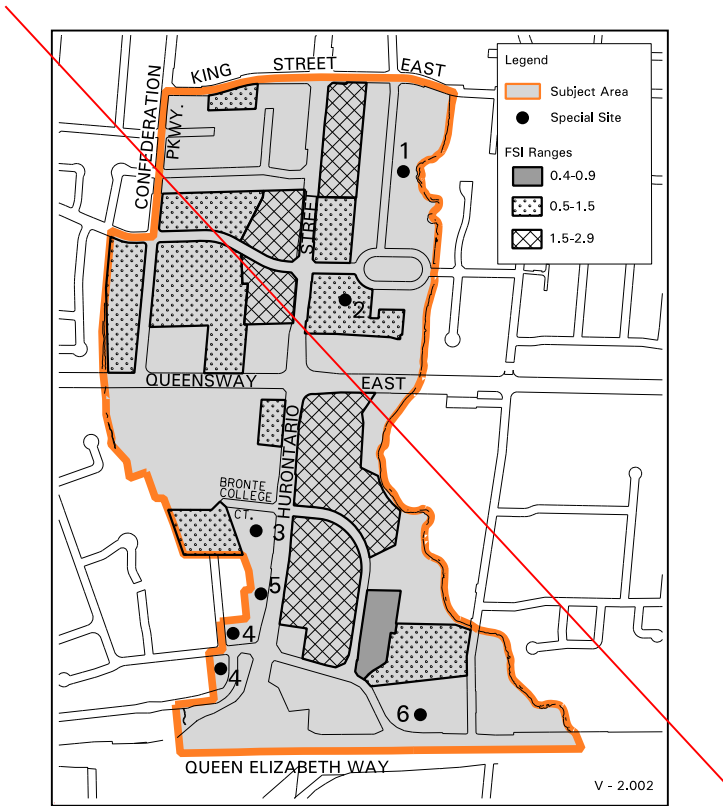 KING STREET EAST
CONFEDERATION
PKWY.
Legend
Subject Area
Special Site
FSI Ranges
0.4-0.9
0.5-1.5
1.5-2.9
1
STREE
2
QUEENSWAY EAST
HURONTARIO
BRONTE
COLLEGE
CT.
3
5
4
4
6
QUEEN ELIZABETH WAY
V - 2.002